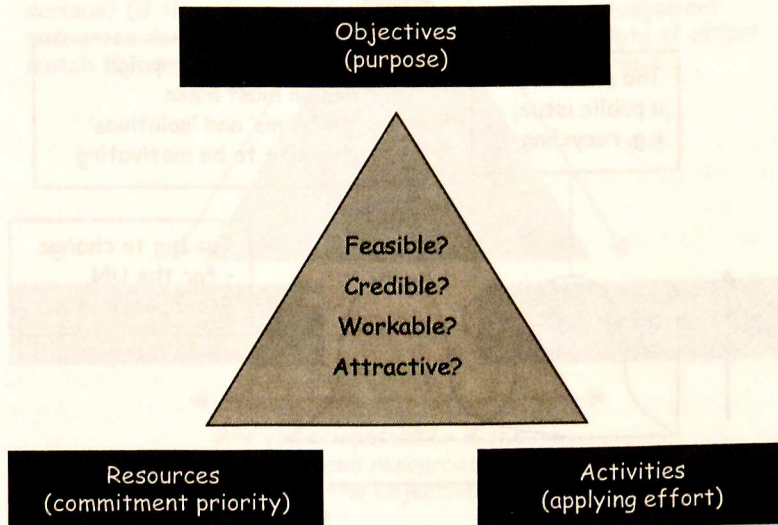 Objectives
(purpose)
Feasible?
Credible?
Workable?
Attractive?
Resources
(commitment priority)
Activities
(applying effort)